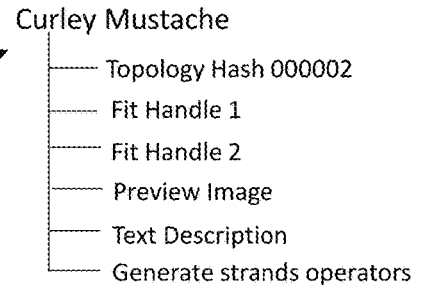 Curley Mustache
Topology Hash 000002
Fit Handle 1
Fit Handle 2
Preview Image
Text Description
Generate strands operators